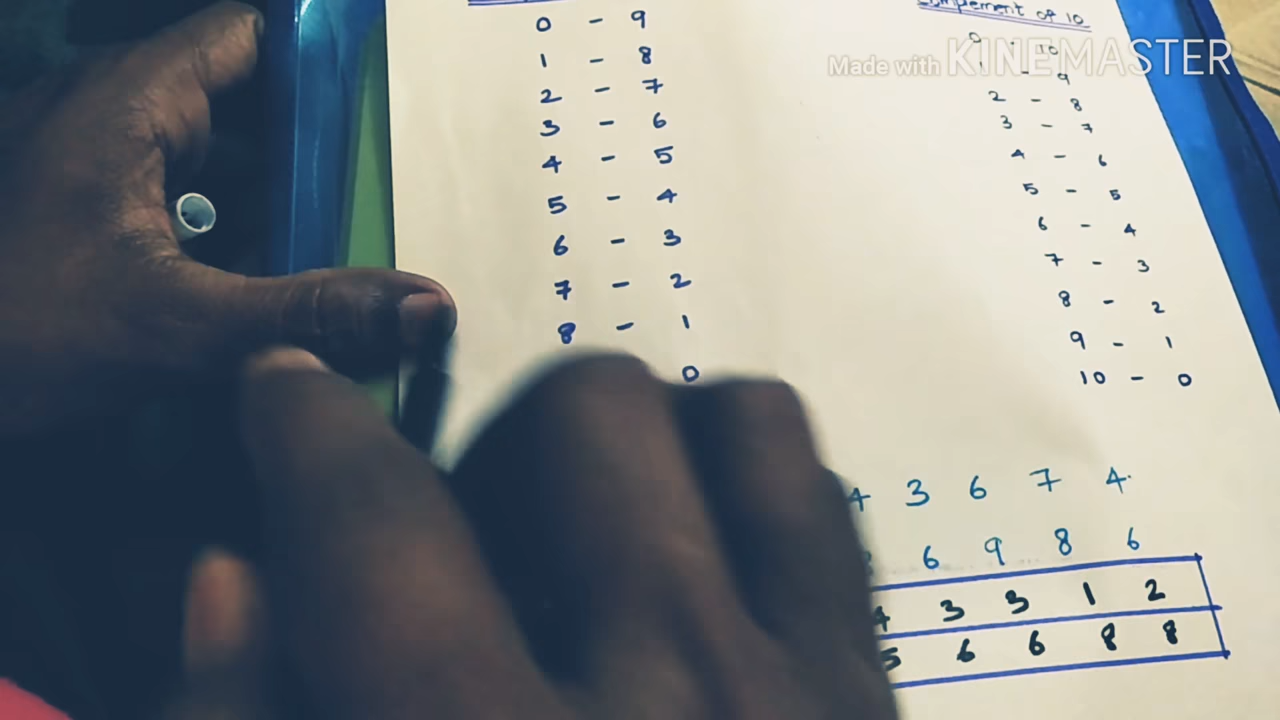 complement of 10
Made with KINEMASTER
0 - 9
1 - 8
2 - 7
3 - 6
4 - 5
5 - 4
6 - 3
7 - 2
8 - 1
0
0 - 10
- 9
2 - 8
3 - 7
4 - 6
5 - 5
6 - 4
7 - 3
8 - 2
9 - 1
10 - 0
4 3 6 7 4
6 9 8 6
4 3 3 1 2
5 6 6 8 8